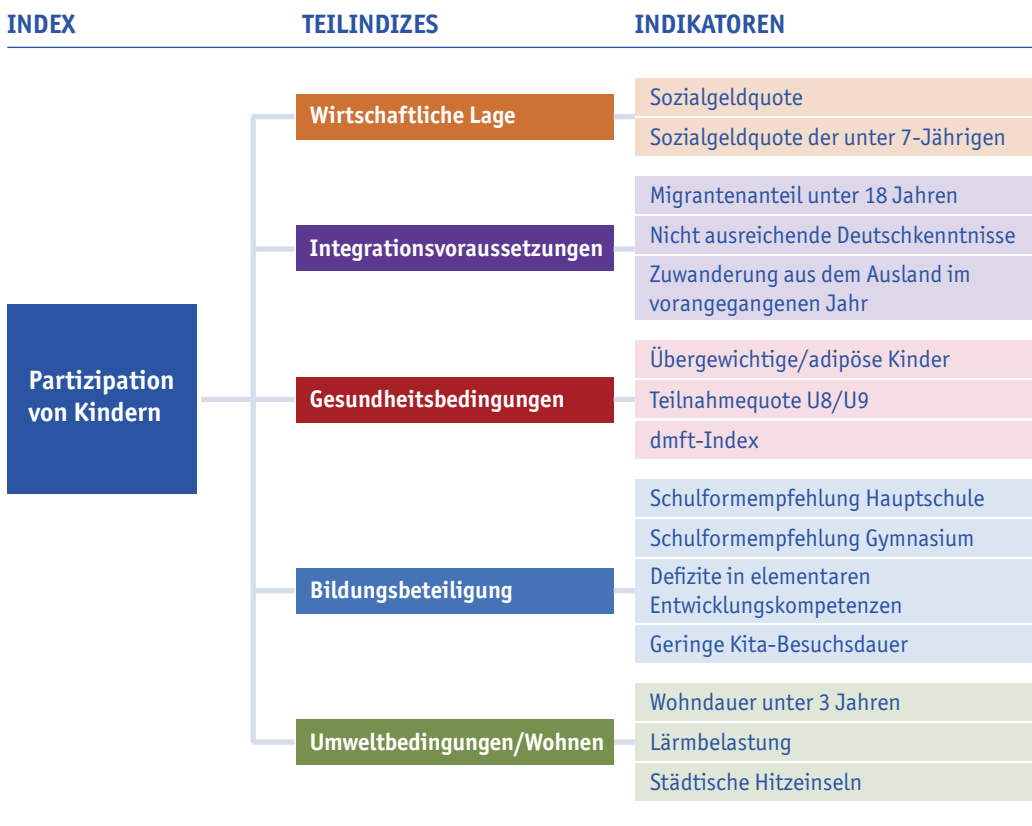 INDEX
TEILINDIZES
INDIKATOREN
Partizipation
von Kindern
Wirtschaftliche Lage
Sozialgeldquote
Sozialgeldquote der unter 7-Jährigen
Integrationsvoraussetzungen
Migrantenanteil unter 18 Jahren
Nicht ausreichende Deutschkenntnisse
Zuwanderung aus dem Ausland im
vorangegangenen Jahr
Gesundheitsbedingungen
Übergewichtige/adipöse Kinder
Teilnahmequote U8/U9
dmft-Index
Bildungsbeteiligung
Schulformempfehlung Hauptschule
Schulformempfehlung Gymnasium
Defizite in elementaren
Entwicklungskompetenzen
Geringe Kita-Besuchsdauer
Umweltbedingungen/Wohnen
Wohndauer unter 3 Jahren
Lärmbelastung
Städtische Hitzeinseln